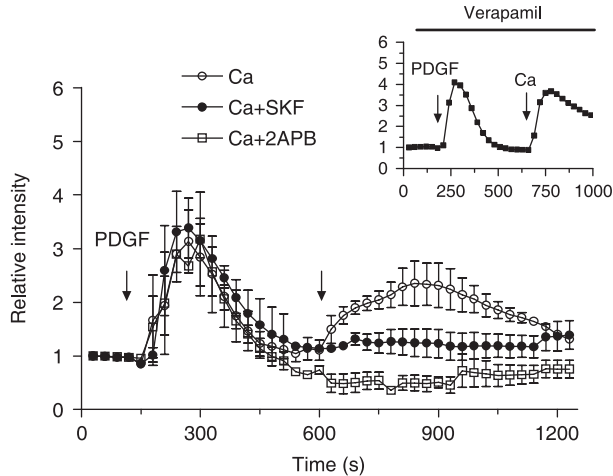 Verapamil
6
5
4
3
2
1
0
PDGF
Ca
0 250 500 750 1000
Ca
Ca+SKF
Ca+2APB
6
5
4
3
2
1
0
Relative intensity
PDGF
0 300 600 900 1200
Time (s)